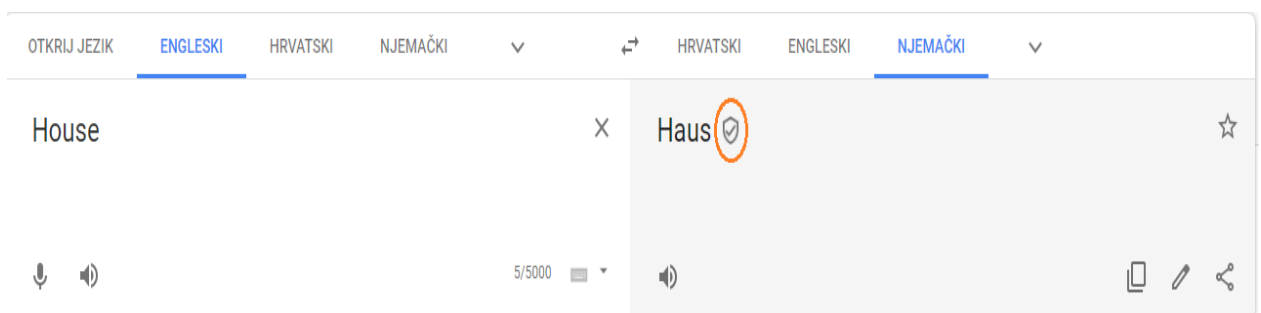 OTKRIJ JEZIK ENGLESKI HRVATSKI NJEMAČKI HRVATSKI ENGLESKI NJEMAČKI
House Haus
5/5000